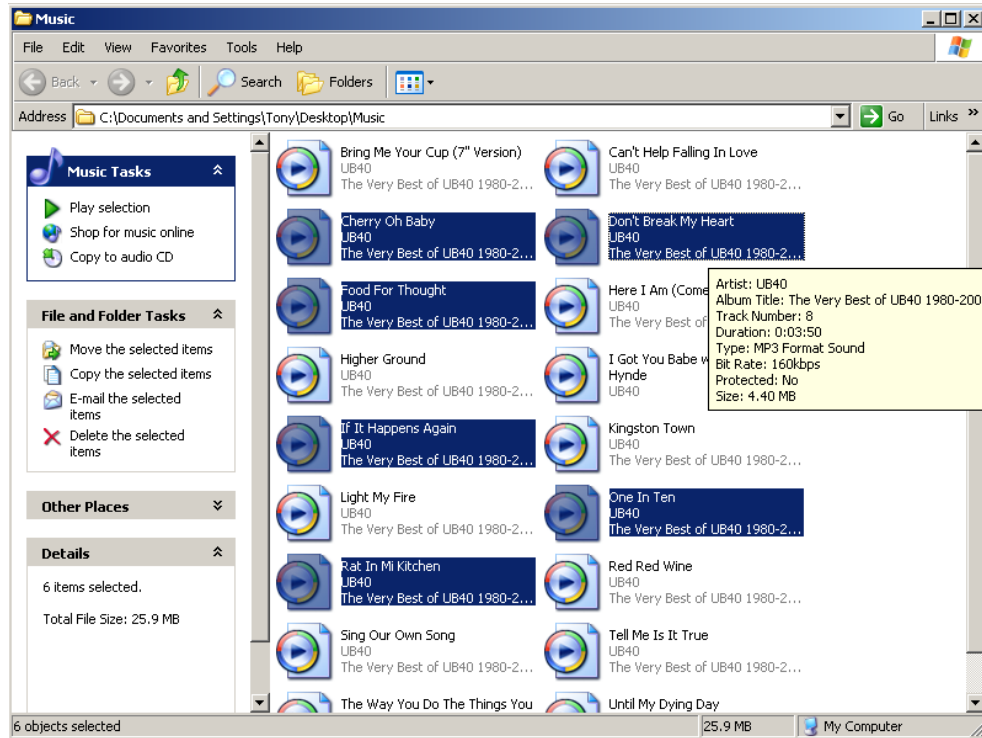 Music
File Edit View Favorites Tools Help
Back Search Folders
Address C:\Documents and Settings\Tony\Desktop\Music Go Links »
Music Tasks
Play selection
Shop for music online
Copy to audio CD
File and Folder Tasks
Move the selected items
Copy the selected items
E-mail the selected
items
Delete the selected
items
Other Places
Details
6 items selected.
Total File Size: 25.9 MB
Bring Me Your Cup (7" Version)
UB40
The Very Best of UB40 1980-2...
Can't Help Falling In Love
UB40
The Very Best of UB40 1980-2...
Cherry Oh Baby
UB40
The Very Best of UB40 1980-2...
Don't Break My Heart
UB40
The Very Best of UB40 1980-2...
Food For Thought
UB40
The Very Best of UB40 1980-2...
Here I Am (Come
UB40
The Very Best of
Artist: UB40
Album Title: The Very Best of UB40 1980-200
Track Number: 8
Duration: 0:03:50
Type: MP3 Format Sound
Bit Rate: 160kbps
Protected: No
Size: 4.40 MB
Higher Ground
UB40
The Very Best of UB40 1980-2...
I Got You Babe
Hynde
UB40
If It Happens Again
UB40
The Very Best of UB40 1980-2...
Kingston Town
UB40
The Very Best of UB40 1980-2...
Light My Fire
UB40
The Very Best of UB40 1980-2...
One In Ten
UB40
The Very Best of UB40 1980-2...
Rat In Mi Kitchen
UB40
The Very Best of UB40 1980-2...
Red Red Wine
UB40
The Very Best of UB40 1980-2...
Sing Our Own Song
UB40
The Very Best of UB40 1980-2...
Tell Me Is It True
UB40
The Very Best of UB40 1980-2...
The Way You Do The Things You
Until My Dying Day
6 objects selected 25.9 MB My Computer